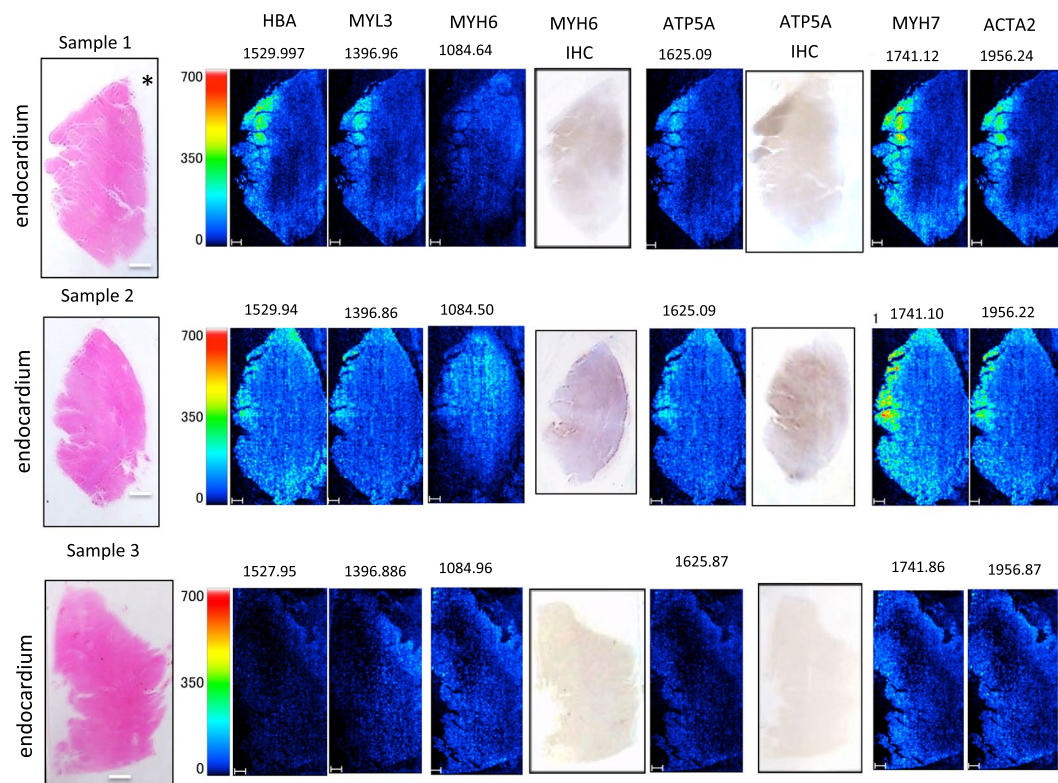 HBA MYL3 MYH6 MYH6 IHC ATP5A ATP5A IHC MYH7 ACTA2
Sample 1 1529.997 1396.96 1084.64 1625.09 1741.12 1956.24
*
endocardium
700
350
0
Sample 2 1529.94 1396.86 1084.50 1625.09 1 1741.10 1956.22
endocardium
700
350
0
Sample 3 1527.95 1396.886 1084.96 1625.87 1741.86 1956.87
endocardium
700
350
0